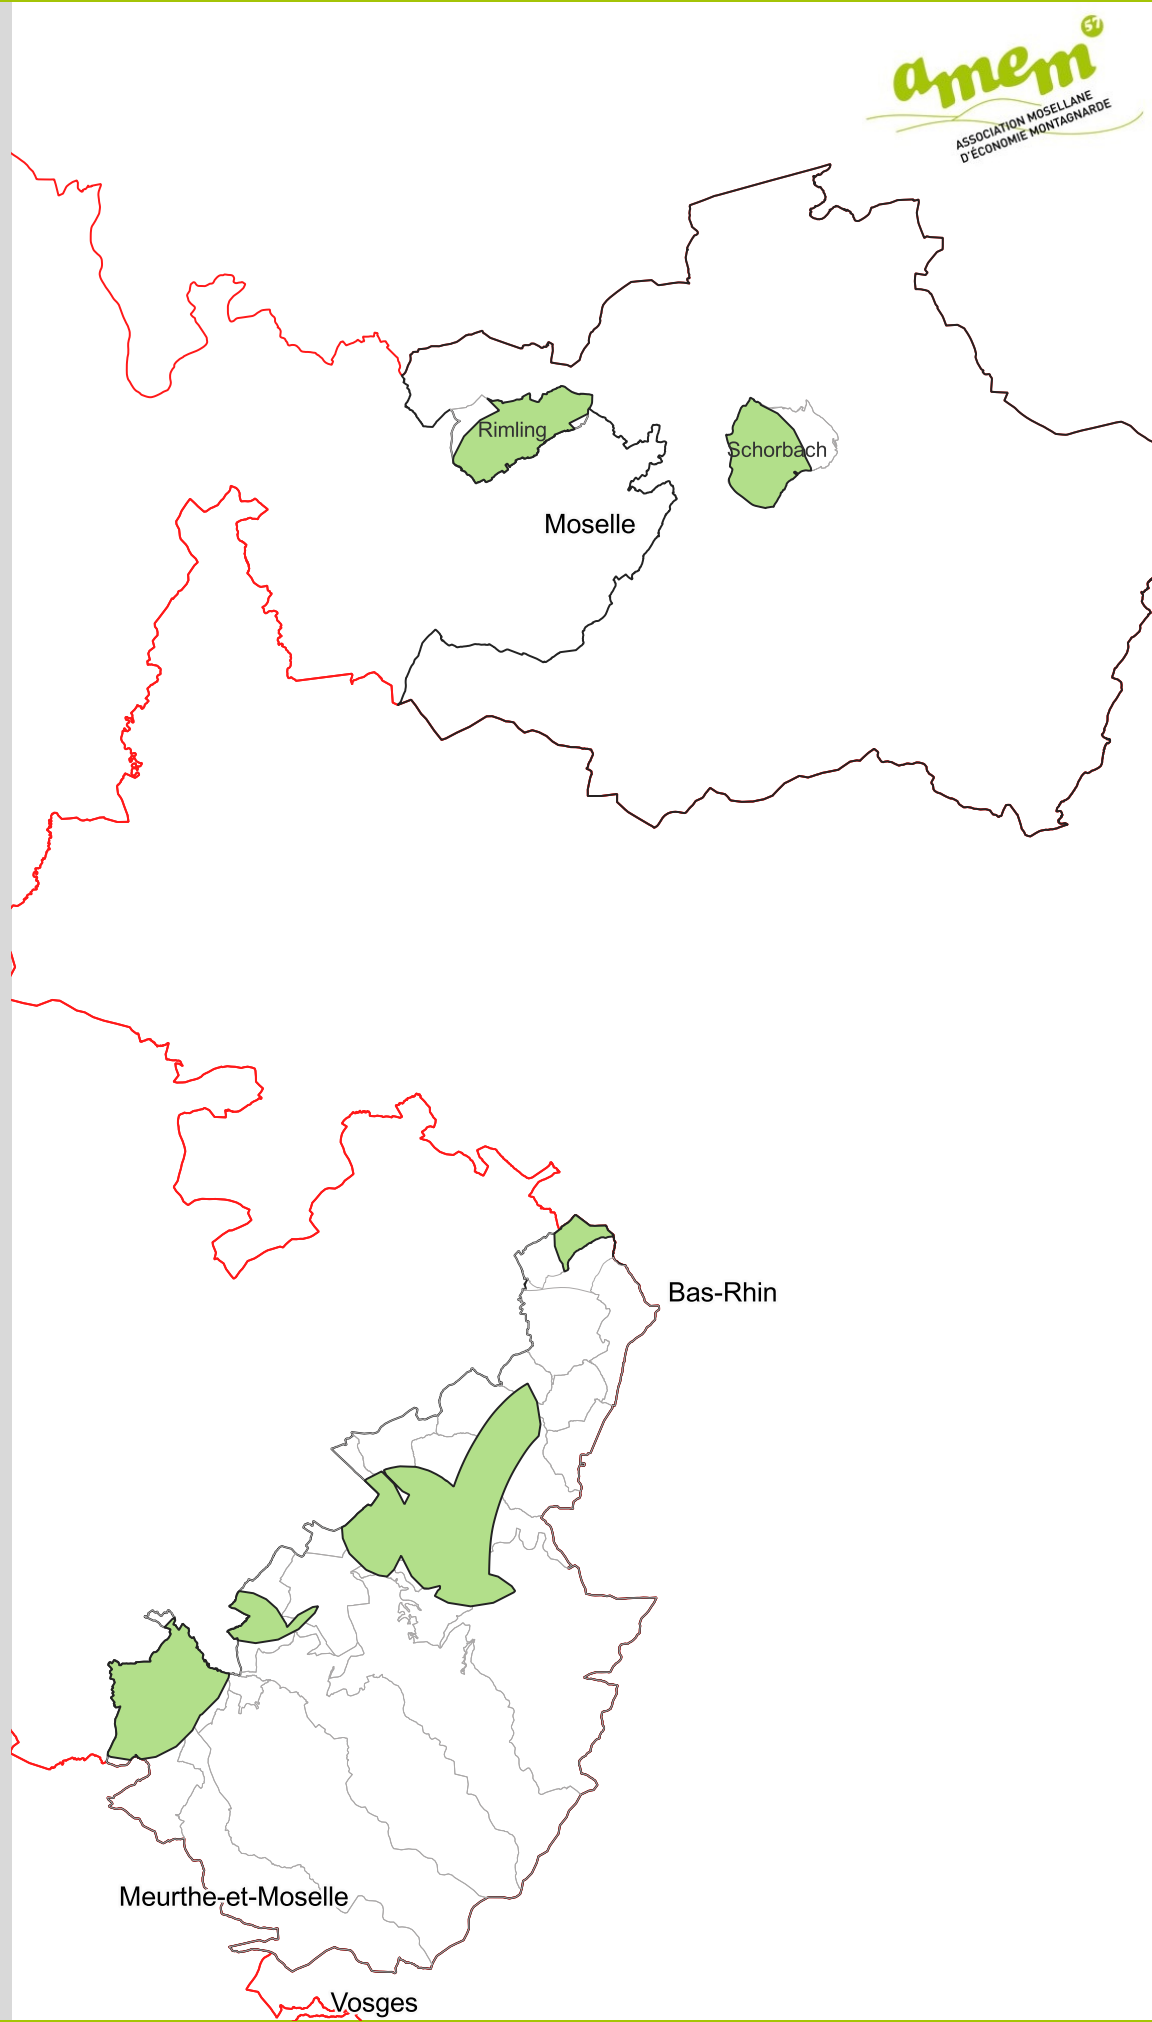 amem
57
ASSOCIATION MOSELLANE
D'ÉCONOMIE MONTAGNARDE
Rimling
Schorbach
Moselle
Bas-Rhin
Meurthe-et-Moselle
Vosges